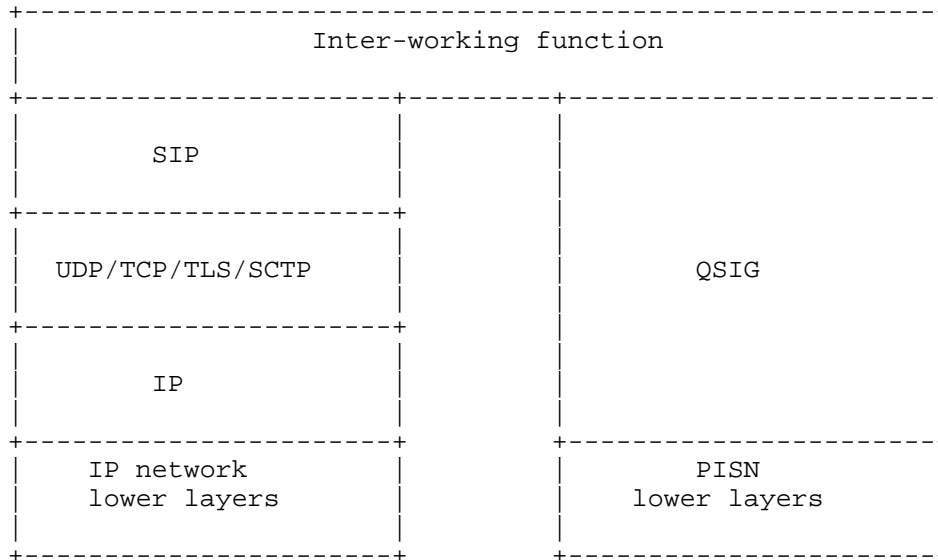 Inter-working function
SIP
UDP/TCP/TLS/SCTP
QSIG
IP
IP network
PISN
lower layers
lower layers